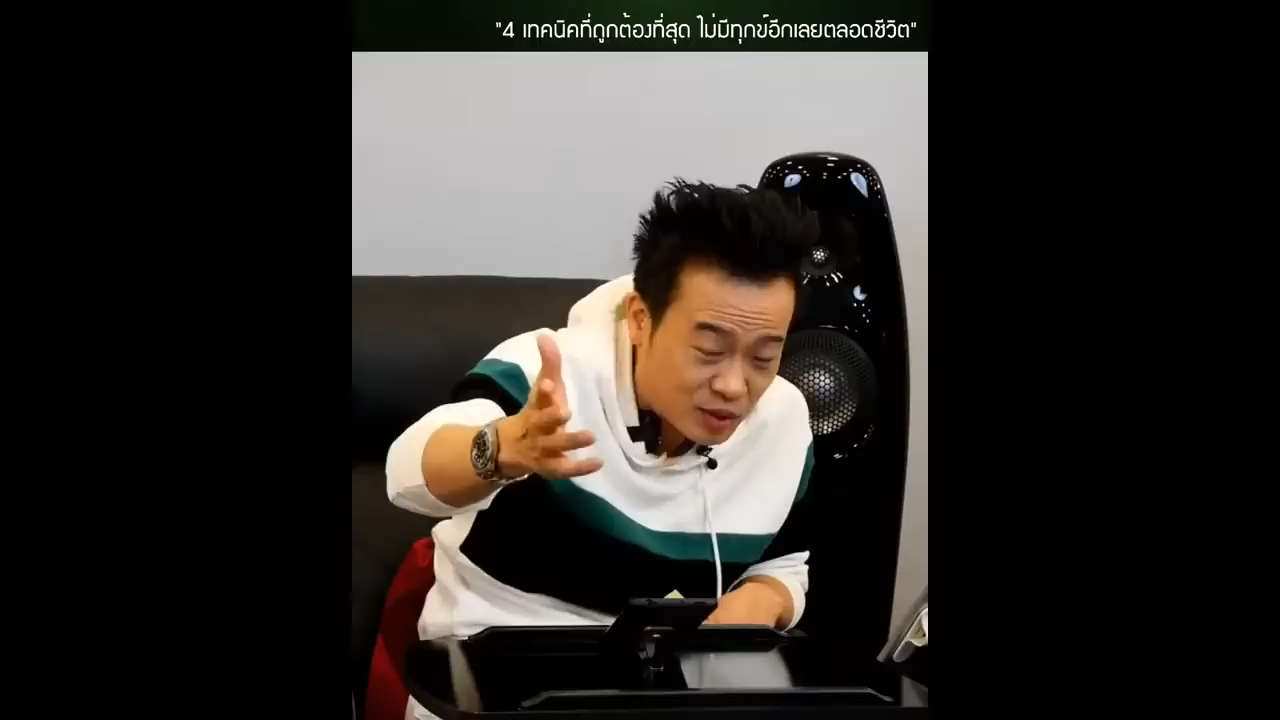 "4 เทคนิคที่ถูกต้องที่สุด ไม่มีทุกข์อีกเลยตลอดชีวิต"